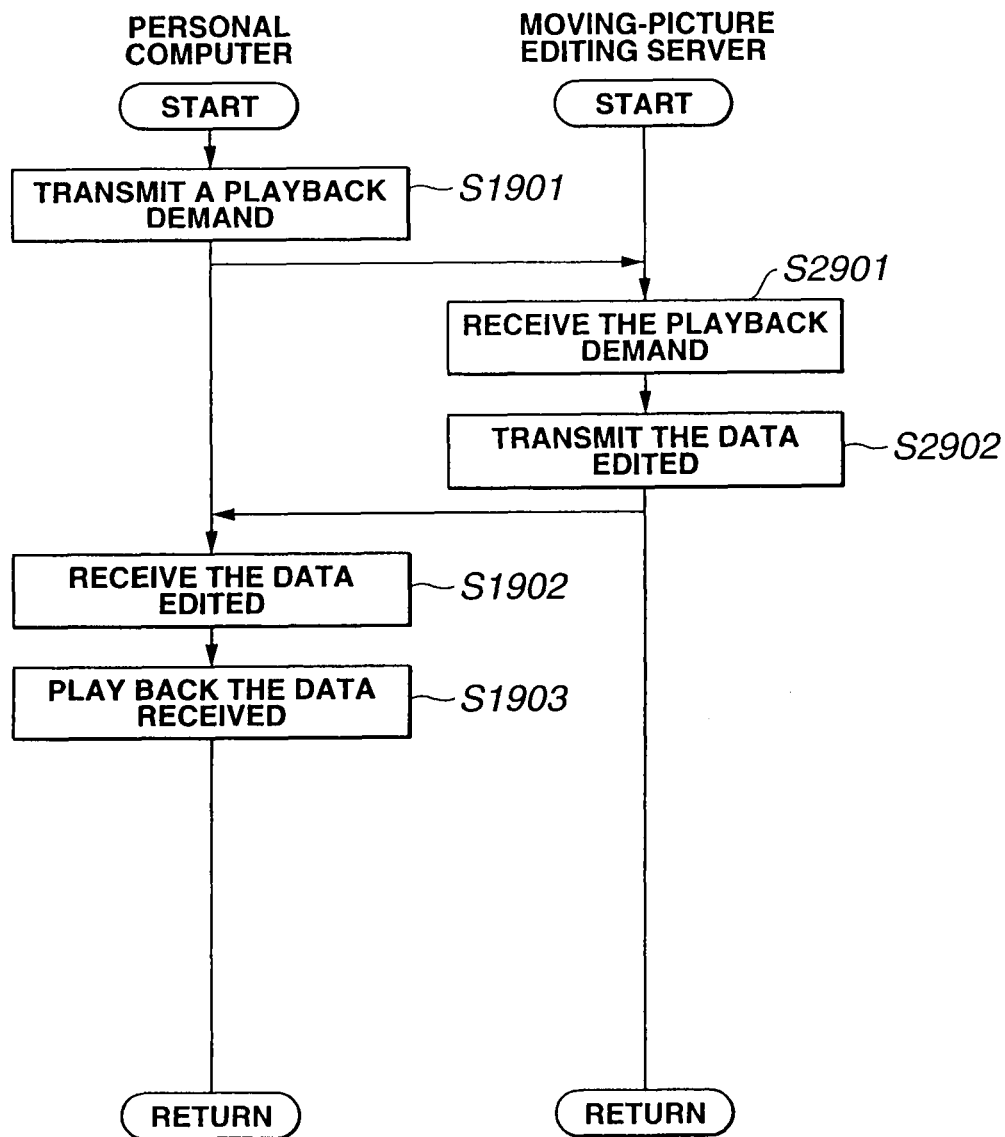 PERSONAL
COMPUTER
MOVING-PICTURE
EDITING SERVER
START
START
TRANSMIT A PLAYBACK
DEMAND
S1901
S2901
RECEIVE THE PLAYBACK
DEMAND
TRANSMIT THE DATA
EDITED
S2902
RECEIVE THE DATA
EDITED
S1902
PLAY BACK THE DATA
RECEIVED
S1903
RETURN
RETURN